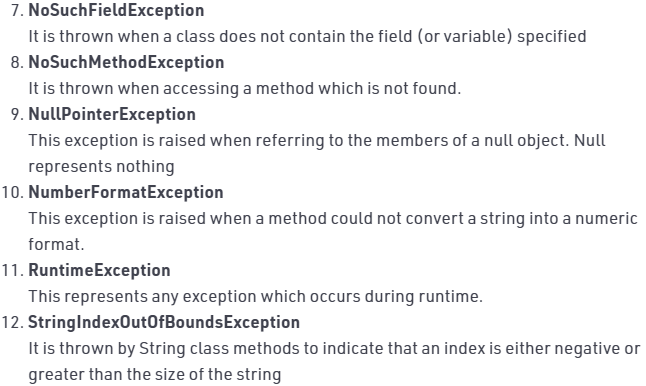 7. NoSuchFieldException
It is thrown when a class does not contain the field (or variable) specified
8. NoSuchMethodException
It is thrown when accessing a method which is not found.
9. NullPointerException
This exception is raised when referring to the members of a null object. Null
represents nothing
10. NumberFormatException
This exception is raised when a method could not convert a string into a numeric
format.
11. RuntimeException
This represents any exception which occurs during runtime.
12. StringIndexOutOfBoundsException
It is thrown by String class methods to indicate that an index is either negative or
greater than the size of the string